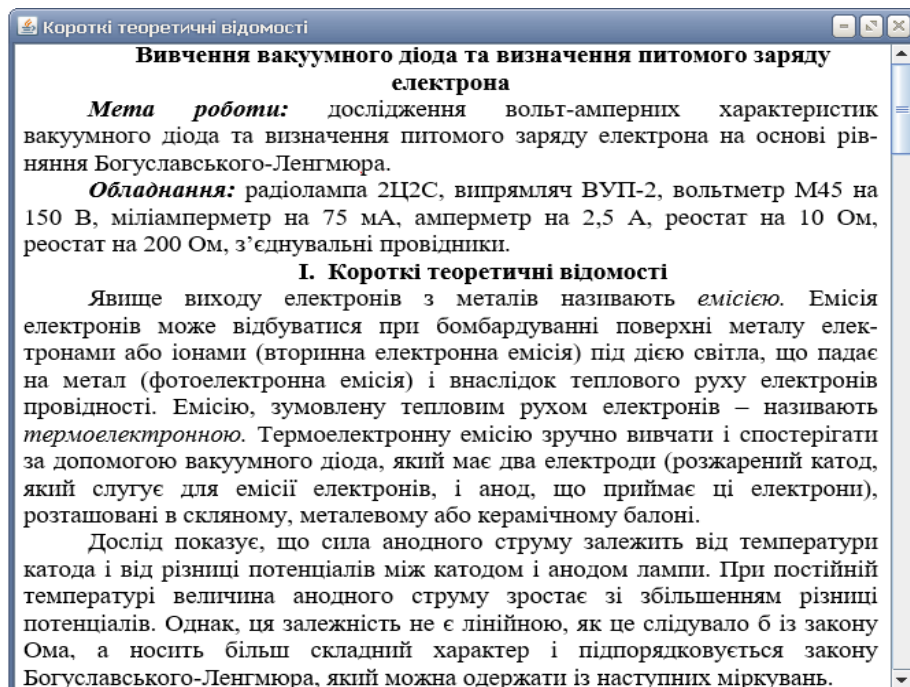 Короткі теоретичні відомості
Вивчення вакуумного діода та визначення питомого заряду
електрона
Мета роботи: дослідження вольт-амперних характеристик
вакуумного діода та визначення питомого заряду електрона на основі рів-
няння Богуславського-Ленгмюра.
Обладнання: радіолампа 2Ц2С, випрямляч ВУП-2, вольтметр М45 на
150 В, міліамперметр на 75 мА, амперметр на 2,5 А, реостат на 10 Ом,
реостат на 200 Ом, з’єднувальні провідники.
І. Короткі теоретичні відомості
Явище виходу електронів з металів називають емісією. Емісія
електронів може відбуватися при бомбардуванні поверхні металу елек-
тронами або іонами (вторинна електронна емісія) під дією світла, що падає
на метал (фотоелектронна емісія) і внаслідок теплового руху електронів
провідності. Емісію, зумовлену тепловим рухом електронів – називають
термоелектронною. Термоелектронну емісію зручно вивчати і спостерігати
за допомогою вакуумного діода, який має два електроди (розжарений катод,
який слугує для емісії електронів, і анод, що приймає ці електрони),
розташовані в скляному, металевому або керамічному балоні.
Дослід показує, що сила анодного струму залежить від температури
катода і від різниці потенціалів між катодом і анодом лампи. При постійній
температурі величина анодного струму зростає зі збільшенням різниці
потенціалів. Однак, ця залежність не є лінійною, як це слідувало б із закону
Ома, а носить більш складний характер і підпорядковується закону
Богуславського-Ленгмюра, який можна одержати із наступних міркувань.